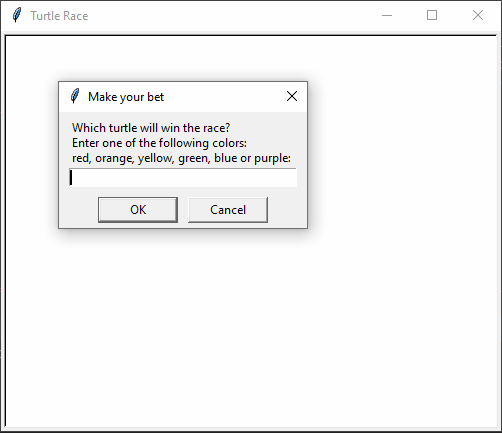 Turtle Race
Make your bet
Which turtle will win the race?
Enter one of the following colors:
red, orange, yellow, green, blue or purple:
OK
Cancel